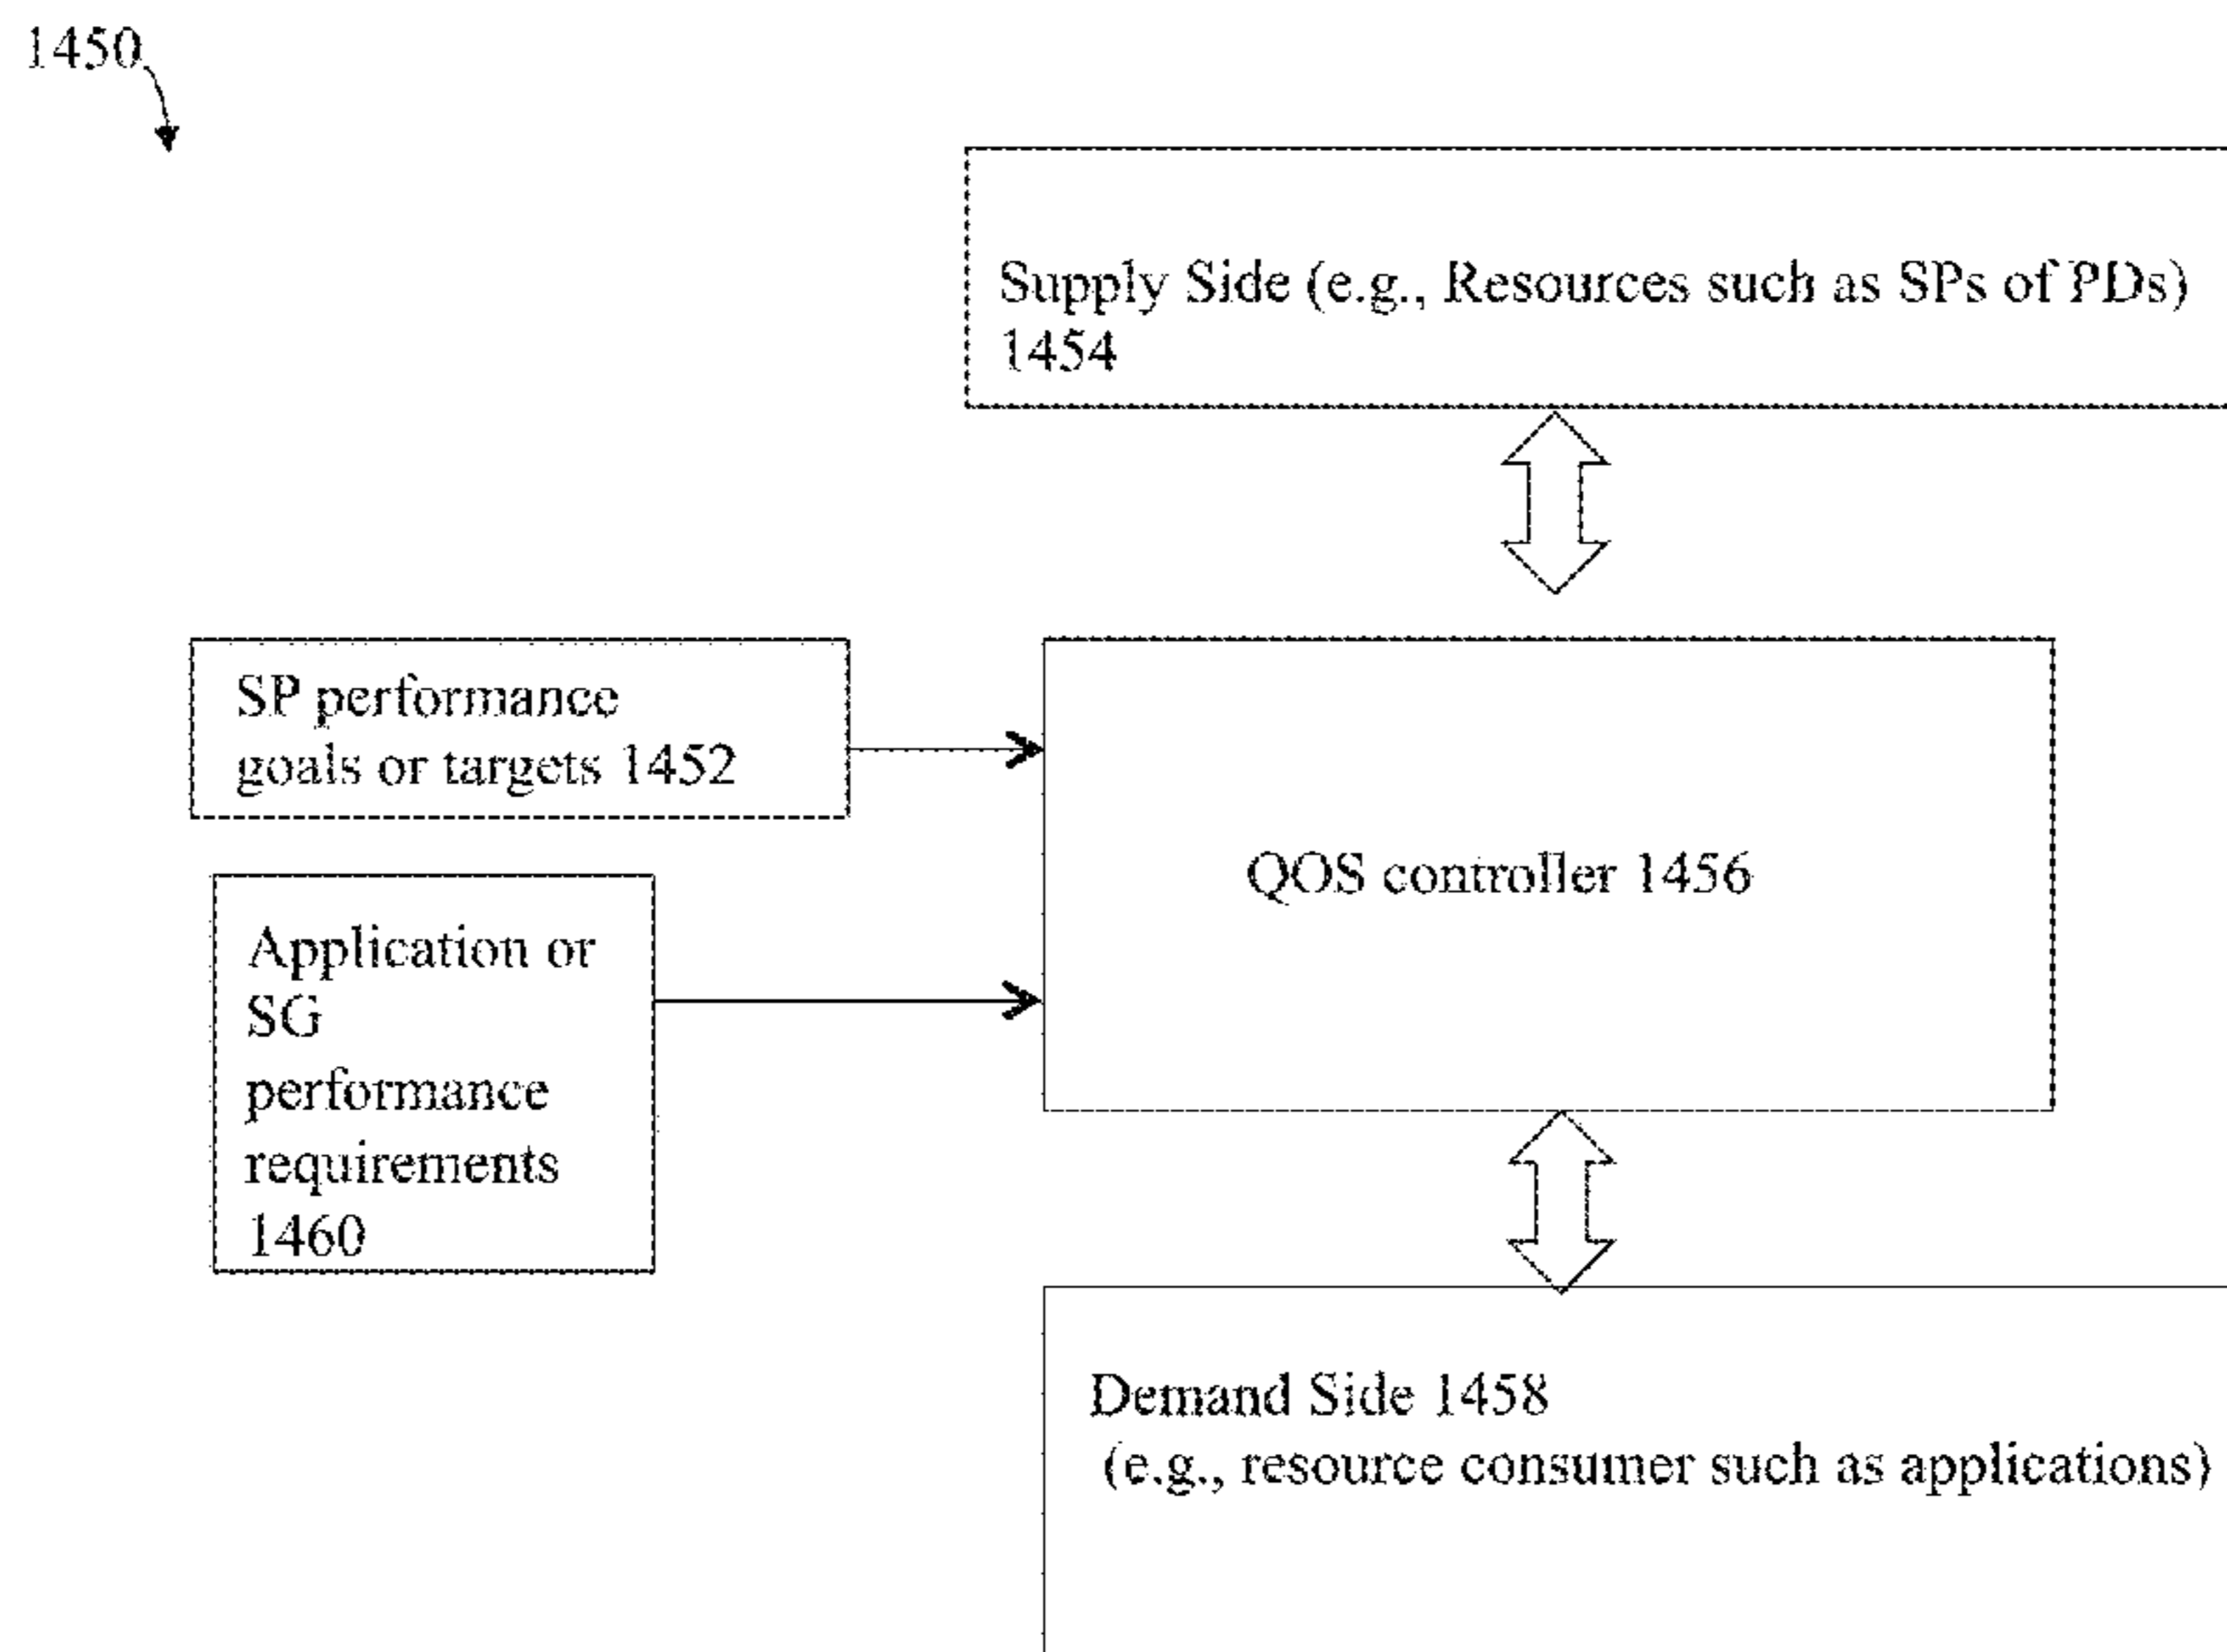 1450
Supply Side (e.g., Resources such as SPs of PDs)
1454
SP performance
goals or targets 1452
QOS controller 1456
Application or
SG
performance
requirements
1460
Demand Side 1458
(e.g., resource consumer such as applications)